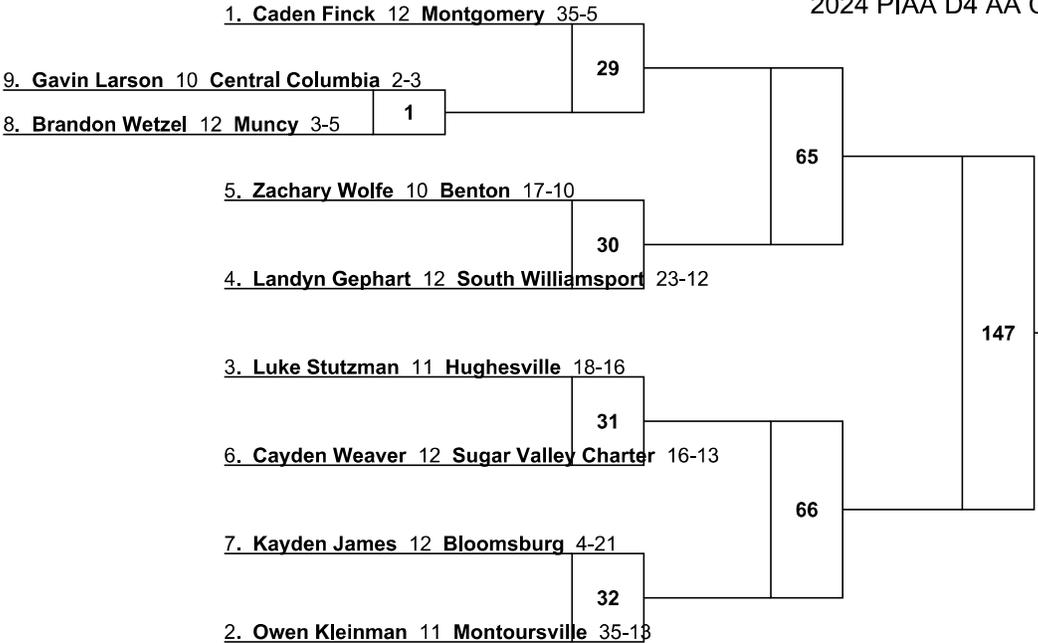 2024 PIAA D4 AA
1. Caden Finck 12 Montgomery 35-5
29
9. Gavin Larson 10 Central Columbia 2-3
1
8. Brandon Wetzel 12 Muncy 3-5
65
5. Zachary Wolfe 10 Benton 17-10
30
4. Landyn Gephart 12 South Williamsport 23-12
147
3. Luke Stutzman 11 Hughesville 18-16
31
6. Cayden Weaver 12 Sugar Valley Charter 16-13
66
7. Kayden James 12 Bloomsburg 4-21
32
2. Owen Kleinman 11 Montoursville 35-13